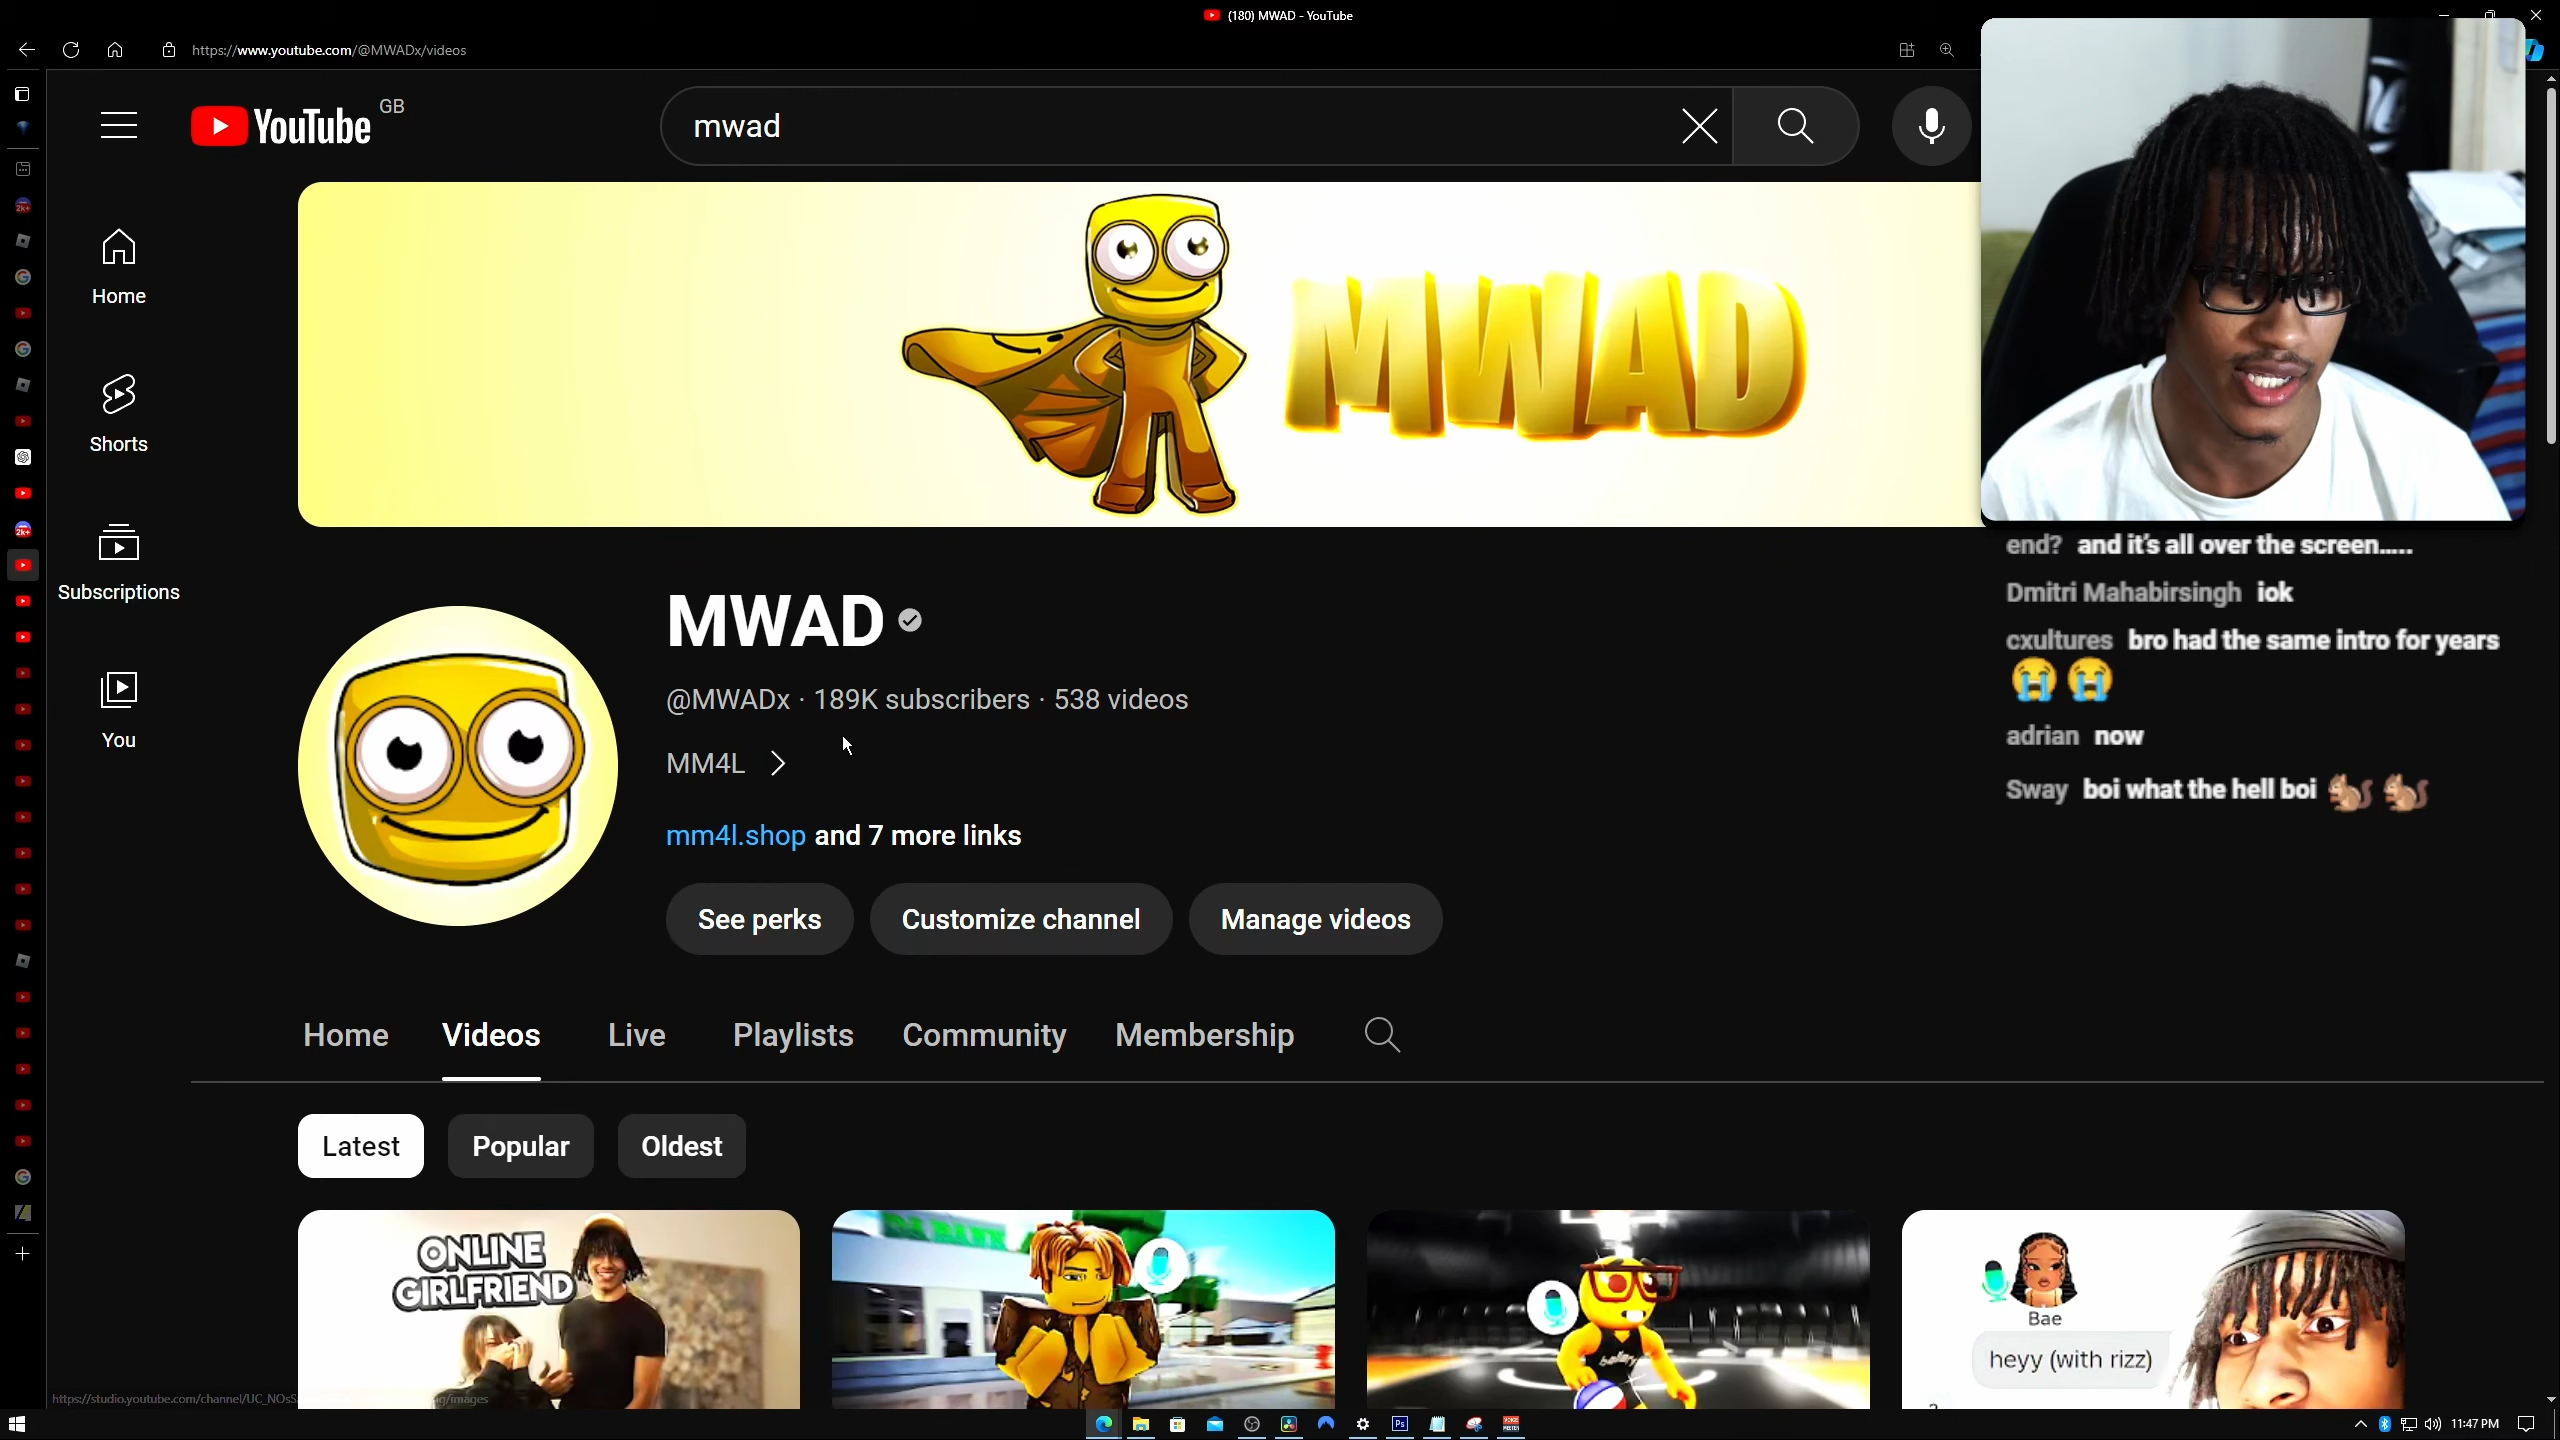 (180) MWAD - YouTube
https://www.youtube.com/@MWADx/videos
YouTube GB
mwad
MWAD
Home
Shorts
Subscriptions
You
MWAD
@MWADx · 189K subscribers · 538 videos
MM4L
mm4l.shop and 7 more links
See perks
Customize channel
Manage videos
end? and it's all over the screen.....
Dmitri Mahabirsingh iok
cxultures bro had the same intro for years
😭 😭
adrian now
Sway boi what the hell boi 🐿️ 🐿️
Home
Videos
Live
Playlists
Community
Membership
Latest
Popular
Oldest
ONLINE
GIRLFRIEND
Bae
heyy (with rizz)
11:47 PM